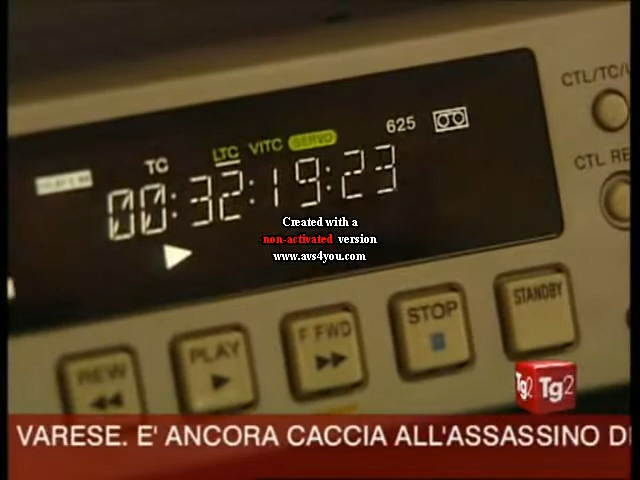 CTL/TC/
625
TC LTC VITC SERVO
CTL RE
00:32:19:23
Created with a
non-activated version
www.avs4you.com
STANDBY
STOP
F FWD
PLAY
REW
Tg2 Tg2
VARESE. E' ANCORA CACCIA ALL'ASSASSINO D